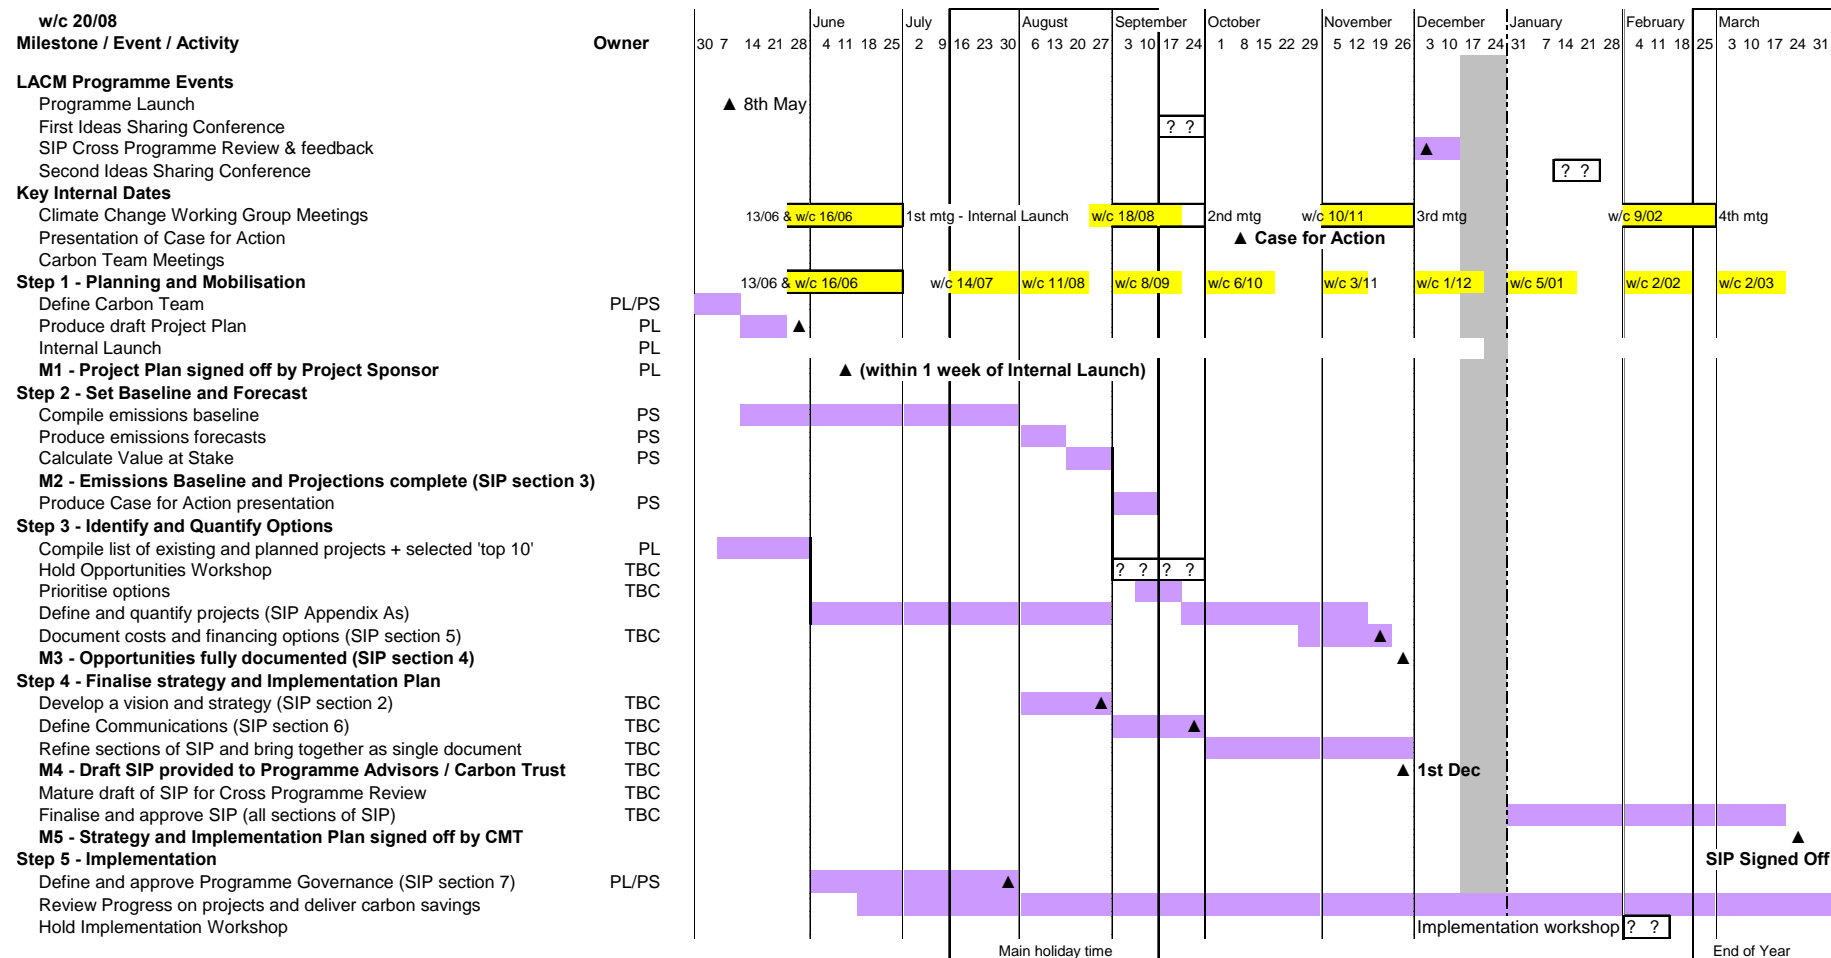 w/c 20/08 June July August September October November December January February March
Milestone / Event / Activity Owner 30 7 14 21 28 4 11 18 25 2 9 16 23 30 6 13 20 27 3 10 17 24 1 8 15 22 29 5 12 19 26 3 10 17 24 31 7 14 21 28 4 11 18 25 3 10 17 24 31
LACM Programme Events
Programme Launch ▲ 8th May
First Ideas Sharing Conference ? ?
SIP Cross Programme Review & feedback ▲
Second Ideas Sharing Conference ? ?
Key Internal Dates
Climate Change Working Group Meetings 13/06 & w/c 16/06 1st mtg - Internal Launch w/c 18/08 2nd mtg w/c 10/11 3rd mtg w/c 9/02 4th mtg
Presentation of Case for Action ▲ Case for Action
Carbon Team Meetings
Step 1 - Planning and Mobilisation 13/06 & w/c 16/06 w/c 14/07 w/c 11/08 w/c 8/09 w/c 6/10 w/c 3/11 w/c 1/12 w/c 5/01 w/c 2/02 w/c 2/03
Define Carbon Team PL/PS
Produce draft Project Plan PL ▲
Internal Launch PL
M1 - Project Plan signed off by Project Sponsor PL ▲ (within 1 week of Internal Launch)
Step 2 - Set Baseline and Forecast
Compile emissions baseline PS
Produce emissions forecasts PS
Calculate Value at Stake PS
M2 - Emissions Baseline and Projections complete (SIP section 3)
Produce Case for Action presentation PS
Step 3 - Identify and Quantify Options
Compile list of existing and planned projects + selected 'top 10' PL
Hold Opportunities Workshop TBC ? ? ? ?
Prioritise options TBC
Define and quantify projects (SIP Appendix As)
Document costs and financing options (SIP section 5) TBC ▲
M3 - Opportunities fully documented (SIP section 4) ▲
Step 4 - Finalise strategy and Implementation Plan
Develop a vision and strategy (SIP section 2) TBC ▲
Define Communications (SIP section 6) TBC ▲
Refine sections of SIP and bring together as single document TBC
M4 - Draft SIP provided to Programme Advisors / Carbon Trust TBC ▲ 1st Dec
Mature draft of SIP for Cross Programme Review TBC
Finalise and approve SIP (all sections of SIP) TBC
M5 - Strategy and Implementation Plan signed off by CMT ▲
Step 5 - Implementation SIP Signed Off
Define and approve Programme Governance (SIP section 7) PL/PS ▲
Review Progress on projects and deliver carbon savings
Hold Implementation Workshop Implementation workshop ? ?
Main holiday time End of Year